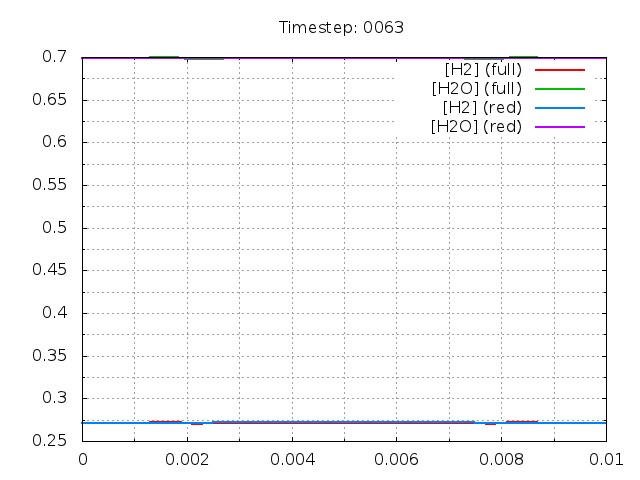 Timestep: 0063
0.7
[H2] (full)
0.65
[H2O] (full)
[H2] (red)
0.6
[H2O] (red)
0.55
0.5
0.45
0.4
0.35
0.3
0.25
0 0.002 0.004 0.006 0.008 0.01